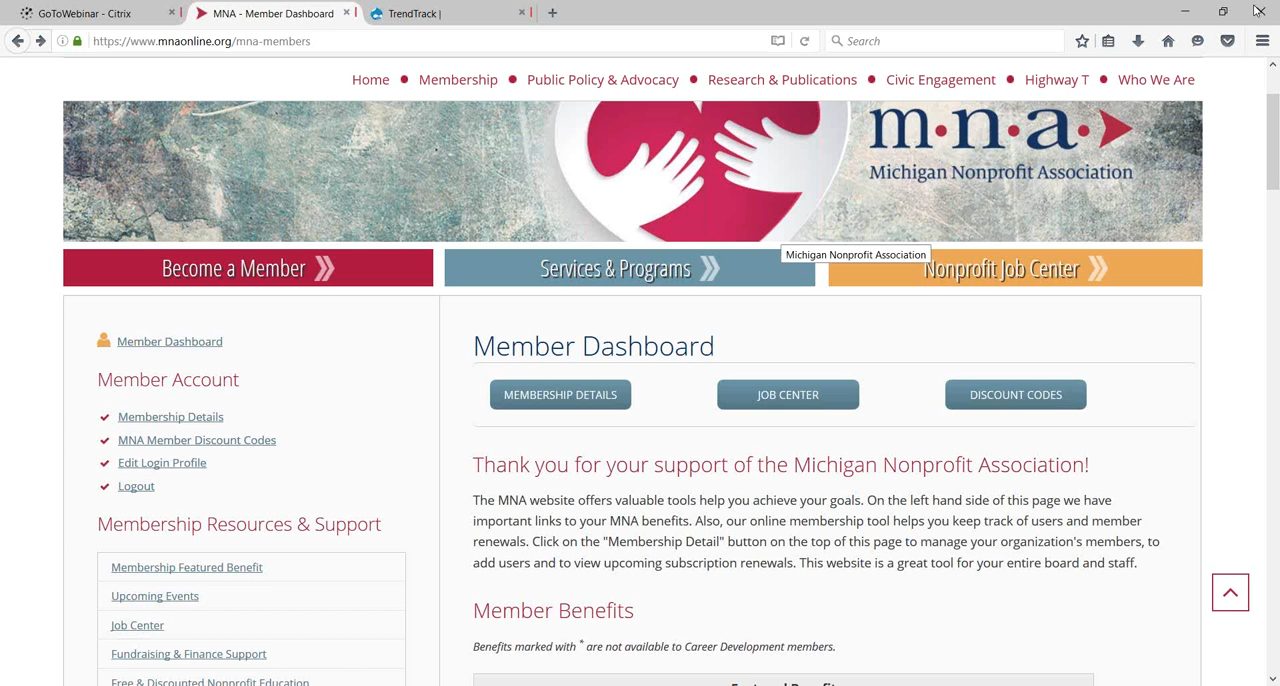 GoToWebinar - Citrix
MNA - Member Dashboard
TrendTrack |
https://www.mnaonline.org/mna-members
Search
Home • Membership • Public Policy & Advocacy • Research & Publications • Civic Engagement • Highway T • Who We Are
m·n·a·
Michigan Nonprofit Association
Become a Member
Services & Programs
Michigan Nonprofit Association
Nonprofit Job Center
Member Dashboard
Member Account
Membership Details
MNA Member Discount Codes
Edit Login Profile
Logout
Membership Resources & Support
Membership Featured Benefit
Upcoming Events
Job Center
Fundraising & Finance Support
Free & Discounted Nonprofit Education
Member Dashboard
MEMBERSHIP DETAILS
JOB CENTER
DISCOUNT CODES
Thank you for your support of the Michigan Nonprofit Association!
The MNA website offers valuable tools help you achieve your goals. On the left hand side of this page we have
important links to your MNA benefits. Also, our online membership tool helps you keep track of users and member
renewals. Click on the "Membership Detail" button on the top of this page to manage your organization's members, to
add users and to view upcoming subscription renewals. This website is a great tool for your entire board and staff.
Member Benefits
Benefits marked with * are not available to Career Development members.
Featured Benefits